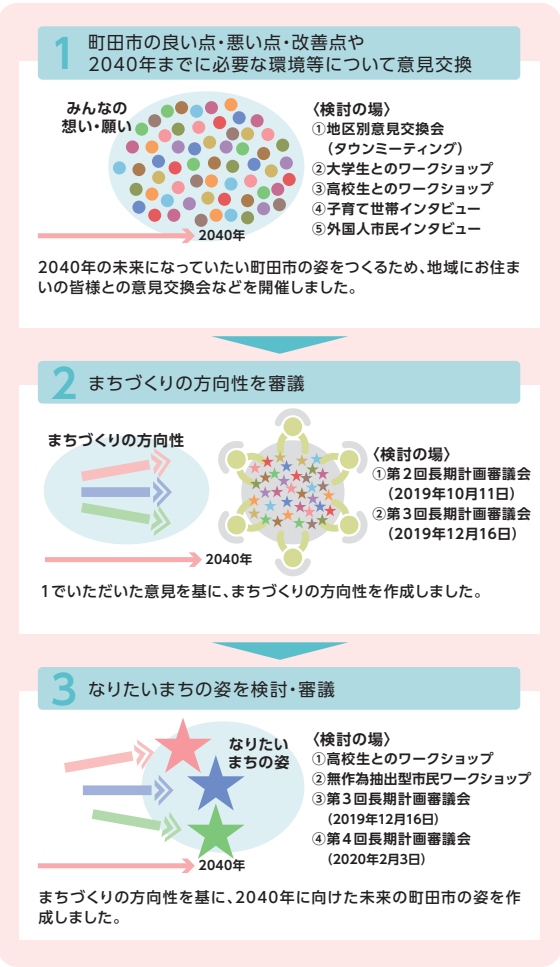 1
町田市の良い点・悪い点・改善点や
2040年までに必要な環境等について意見交換
みんなの
想い・願い
2040年
〈検討の場〉
①地区別意見交換会
（タウンミーティング）
②大学生とのワークショップ
③高校生とのワークショップ
④子育て世帯インタビュー
⑤外国人市民インタビュー
2040年の未来になっていたい町田市の姿をつくるため、地域にお住ま
いの皆様との意見交換会などを開催しました。
2 まちづくりの方向性を審議
まちづくりの方向性
2040年
〈検討の場〉
①第２回長期計画審議会
（2019年10月11日）
②第３回長期計画審議会
（2019年12月16日）
1でいただいた意見を基に、まちづくりの方向性を作成しました。
3 なりたいまちの姿を検討・審議
なりたい
まちの姿
2040年
〈検討の場〉
①高校生とのワークショップ
②無作為抽出型市民ワークショップ
③第３回長期計画審議会
（2019年12月16日）
④第４回長期計画審議会
（2020年2月3日）
まちづくりの方向性を基に、2040年に向けた未来の町田市の姿を作
成しました。